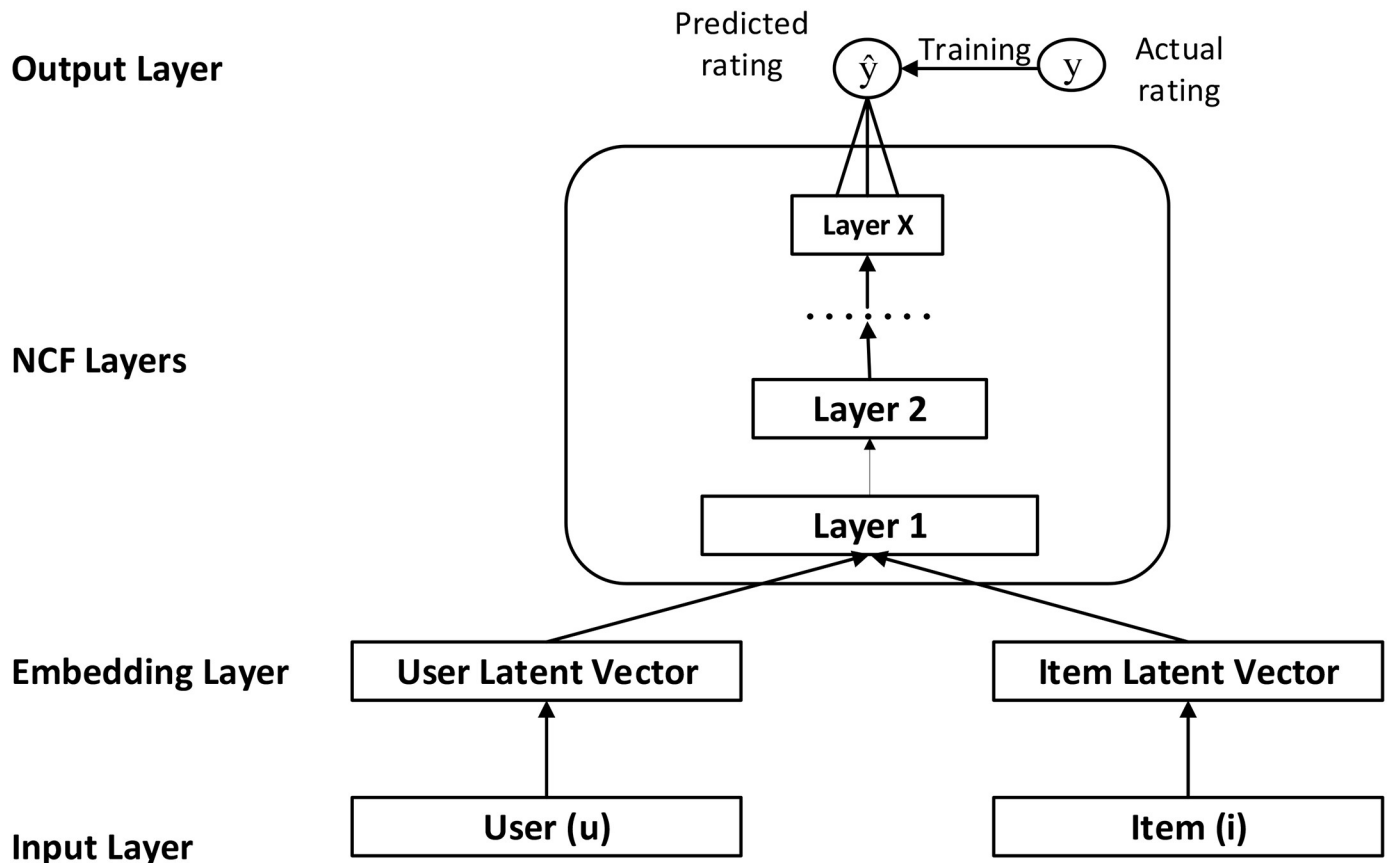 Output Layer
Predicted
rating
ŷ
Training
y
Actual
rating
Layer X
.......
NCF Layers
Layer 2
Layer 1
Embedding Layer
User Latent Vector
Item Latent Vector
User (u)
Item (i)
Input Layer